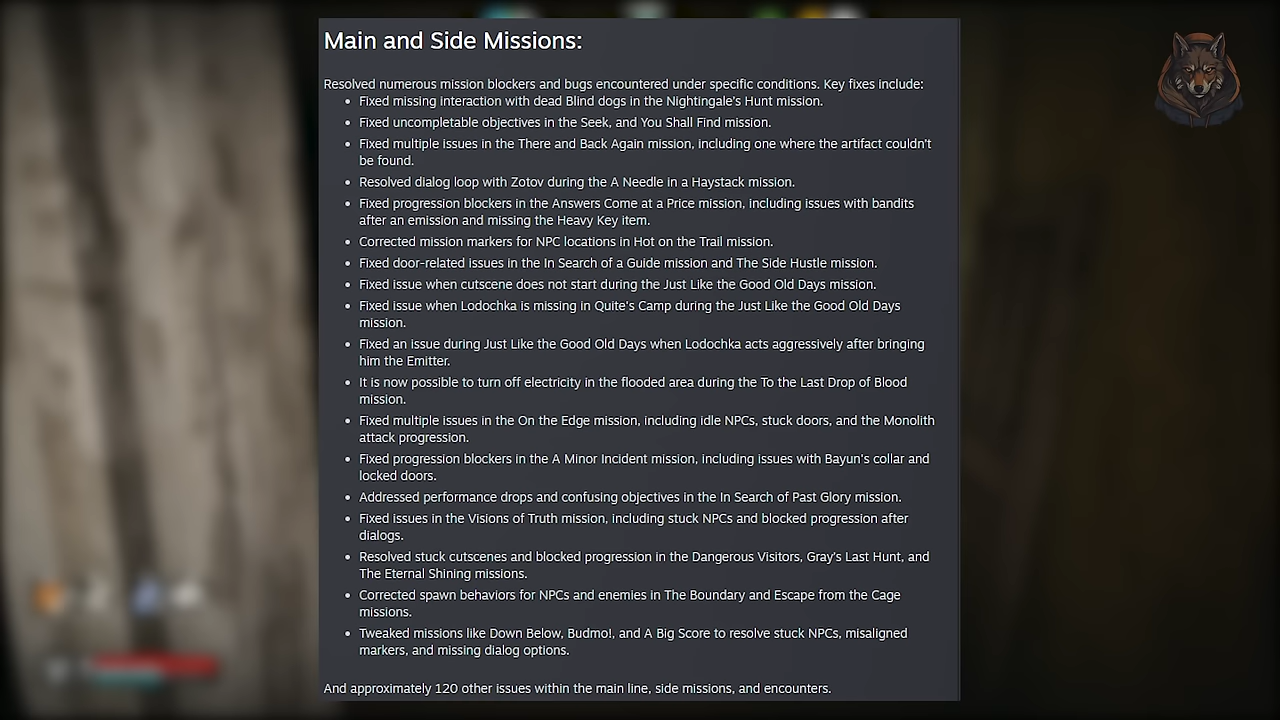 Main and Side Missions:
Resolved numerous mission blockers and bugs encountered under specific conditions. Key fixes include:
• Fixed missing interaction with dead Blind dogs in the Nightingale's Hunt mission.
• Fixed uncompletable objectives in the Seek, and You Shall Find mission.
• Fixed multiple issues in the There and Back Again mission, including one where the artifact couldn't
be found.
• Resolved dialog loop with Zotov during the A Needle in a Haystack mission.
• Fixed progression blockers in the Answers Come at a Price mission, including issues with bandits
after an emission and missing the Heavy Key item.
• Corrected mission markers for NPC locations in Hot on the Trail mission.
• Fixed door-related issues in the In Search of a Guide mission and The Side Hustle mission.
• Fixed issue when cutscene does not start during the Just Like the Good Old Days mission.
• Fixed issue when Lodochka is missing in Quite's Camp during the Just Like the Good Old Days
mission.
• Fixed an issue during Just Like the Good Old Days when Lodochka acts aggressively after bringing
him the Emitter.
• It is now possible to turn off electricity in the flooded area during the To the Last Drop of Blood
mission.
• Fixed multiple issues in the On the Edge mission, including idle NPCs, stuck doors, and the Monolith
attack progression.
• Fixed progression blockers in the A Minor Incident mission, including issues with Bayun's collar and
locked doors.
• Addressed performance drops and confusing objectives in the In Search of Past Glory mission.
• Fixed issues in the Visions of Truth mission, including stuck NPCs and blocked progression after
dialogs.
• Resolved stuck cutscenes and blocked progression in the Dangerous Visitors, Gray's Last Hunt, and
The Eternal Shining missions.
• Corrected spawn behaviors for NPCs and enemies in The Boundary and Escape from the Cage
missions.
• Tweaked missions like Down Below, Budmo!, and A Big Score to resolve stuck NPCs, misaligned
markers, and missing dialog options.
And approximately 120 other issues within the main line, side missions, and encounters.